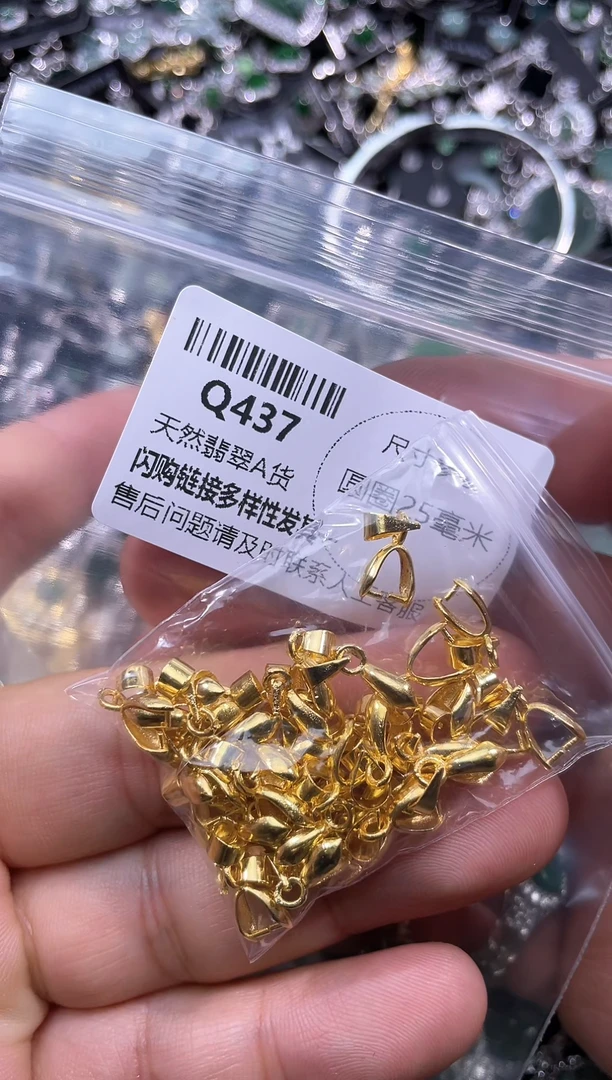 Q437
天然翡翠A货
闪购链接多样性发货
售后问题请及时联系人工客服
尺寸
圆圈25毫米